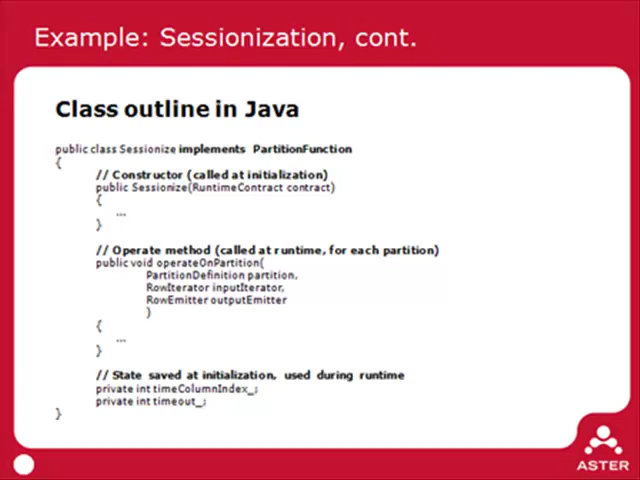 Example: Sessionization, cont.
Class outline in Java
public class Sessionize implements PartitionFunction
{
// Constructor (called at initialization)
public Sessionize(RuntimeContract contract)
{
...
}
// Operate method (called at runtime, for each partition)
public void operateOnPartition(
PartitionDefinition partition,
RowIterator inputIterator,
RowEmitter outputEmitter
)
{
...
}
// State saved at initialization, used during runtime
private int timeColumnIndex_;
private int timeout_;
}
ASTER